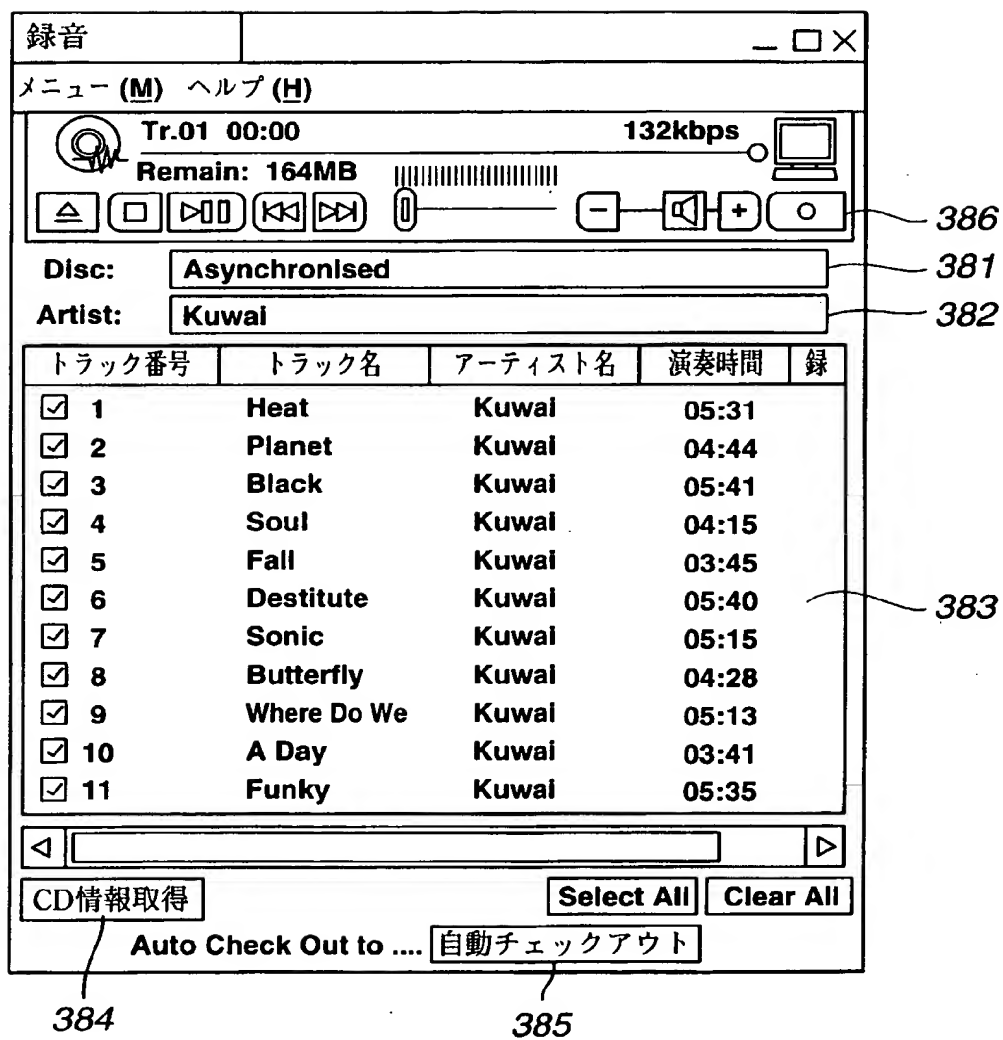 録音
メニュー (M) ヘルプ (H)
Tr.01 00:00 132kbps
Remain: 164MB
386
Disc: Asynchronised 381
Artist: Kuwai 382
トラック番号 トラック名 アーティスト名 演奏時間 録
1 Heat Kuwai 05:31
2 Planet Kuwai 04:44
3 Black Kuwai 05:41
4 Soul Kuwai 04:15
5 Fall Kuwai 03:45
6 Destitute Kuwai 05:40 383
7 Sonic Kuwai 05:15
8 Butterfly Kuwai 04:28
9 Where Do We Kuwai 05:13
10 A Day Kuwai 03:41
11 Funky Kuwai 05:35
CD情報取得 Select All Clear All
Auto Check Out to .... 自動チェックアウト
384 385